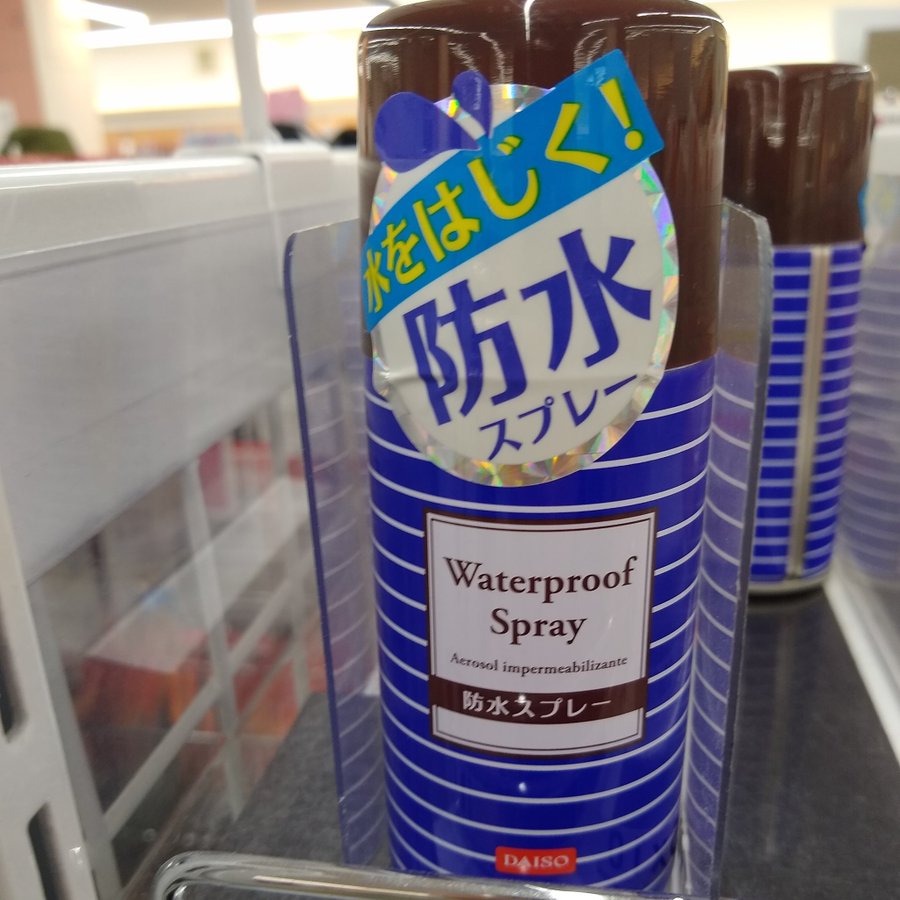 水をはじく!
防水
スプレー
Waterproof
Spray
Aerosol impermeabilizante
防水スプレー
DAISO